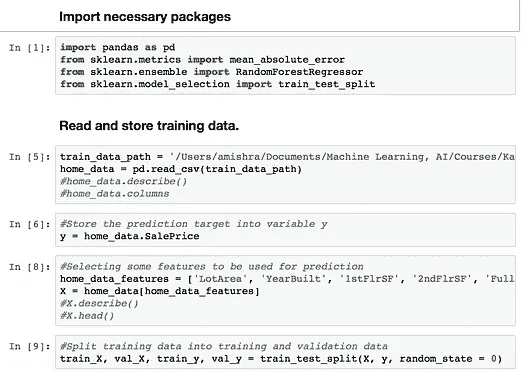 Import necessary packages
In [1]: import pandas as pd
from sklearn.metrics import mean_absolute_error
from sklearn.ensemble import RandomForestRegressor
from sklearn.model_selection import train_test_split
Read and store training data.
In [5]: train_data_path = '/Users/amishra/Documents/Machine Learning, AI/Courses/Ka
home_data = pd.read_csv(train_data_path)
#home_data.describe()
#home_data.columns
In [6]: #Store the prediction target into variable y
y = home_data.SalePrice
In [8]: #Selecting some features to be used for prediction
home_data_features = ['LotArea', 'YearBuilt', '1stFlrSF', '2ndFlrSF', 'Full
X = home_data[home_data_features]
#X.describe()
#X.head()
In [9]: #Split training data into training and validation data
train_X, val_X, train_y, val_y = train_test_split(X, y, random_state = 0)